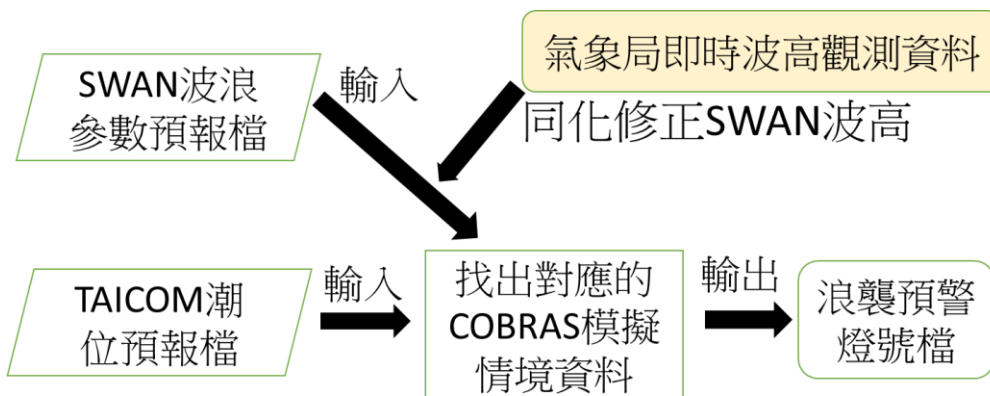 氣象局即時波高觀測資料
SWAN波浪
參數預報檔
輸入
同化修正SWAN波高
TAICOM潮
位預報檔
輸入
找出對應的
COBRAS模擬
情境資料
輸出
浪襲預警
燈號檔